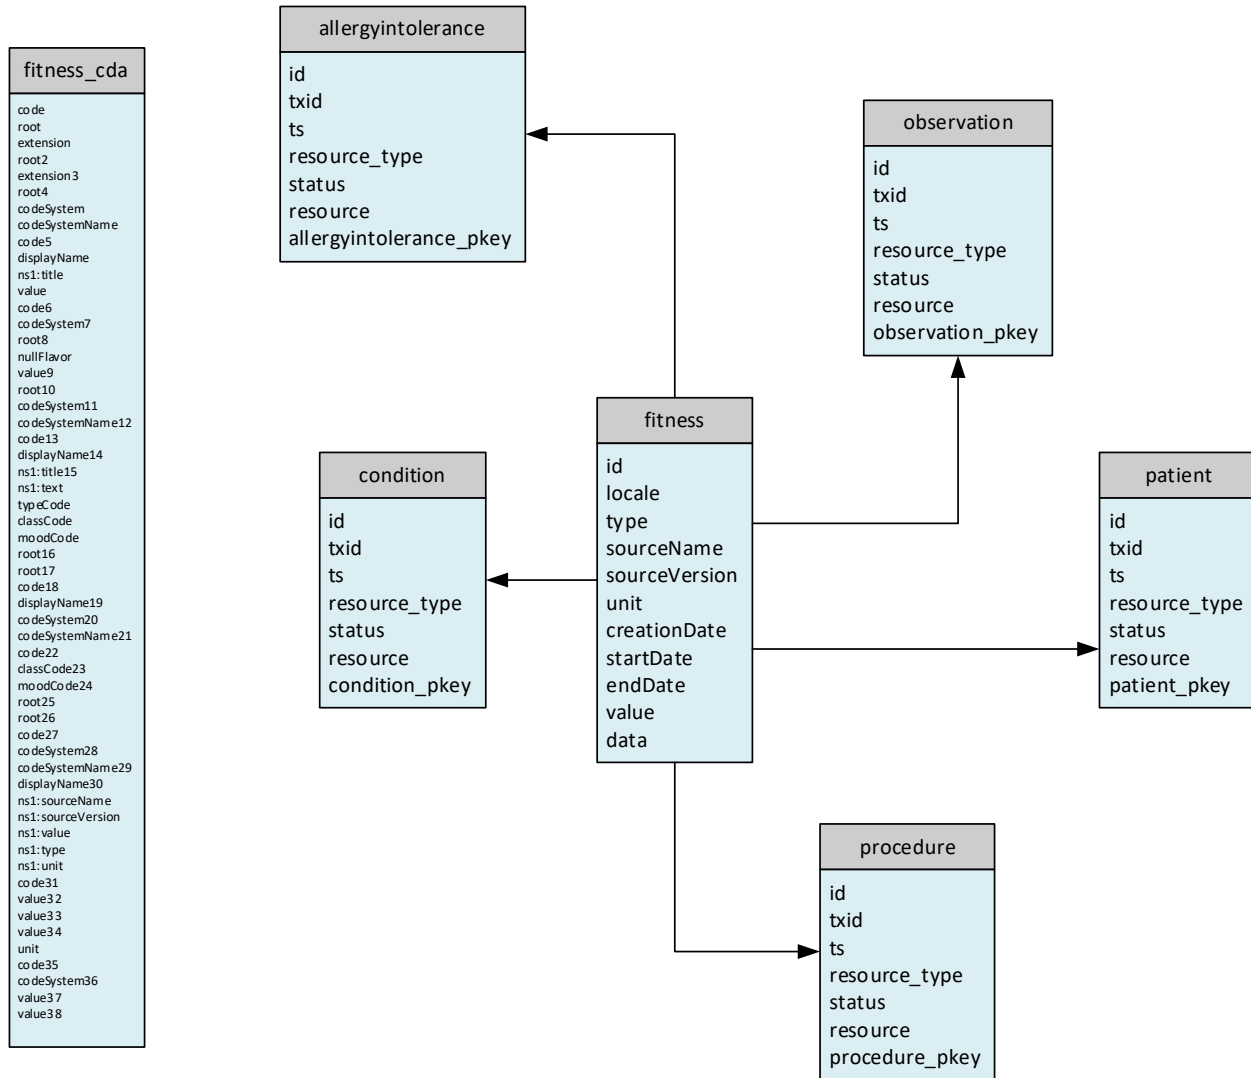 fitness_cda
code
root
extension
root2
extension3
root4
codeSystem
codeSystemName
code5
displayName
ns1:title
value
code6
codeSystem7
root8
nullFlavor
value9
root10
codeSystem11
codeSystemName12
code13
displayName14
ns1:title15
ns1:text
typeCode
classCode
moodCode
root16
root17
code18
displayName19
codeSystem20
codeSystemName21
code22
classCode23
moodCode24
root25
root26
code27
codeSystem28
codeSystemName29
displayName30
ns1:sourceName
ns1:sourceVersion
ns1:value
ns1:type
ns1:unit
code31
value32
value33
value34
unit
code35
codeSystem36
value37
value38
allergyintolerance
id
txid
ts
resource_type
status
resource
allergyintolerance_pkey
observation
id
txid
ts
resource_type
status
resource
observation_pkey
condition
id
txid
ts
resource_type
status
resource
condition_pkey
fitness
id
locale
type
sourceName
sourceVersion
unit
creationDate
startDate
endDate
value
data
patient
id
txid
ts
resource_type
status
resource
patient_pkey
procedure
id
txid
ts
resource_type
status
resource
procedure_pkey